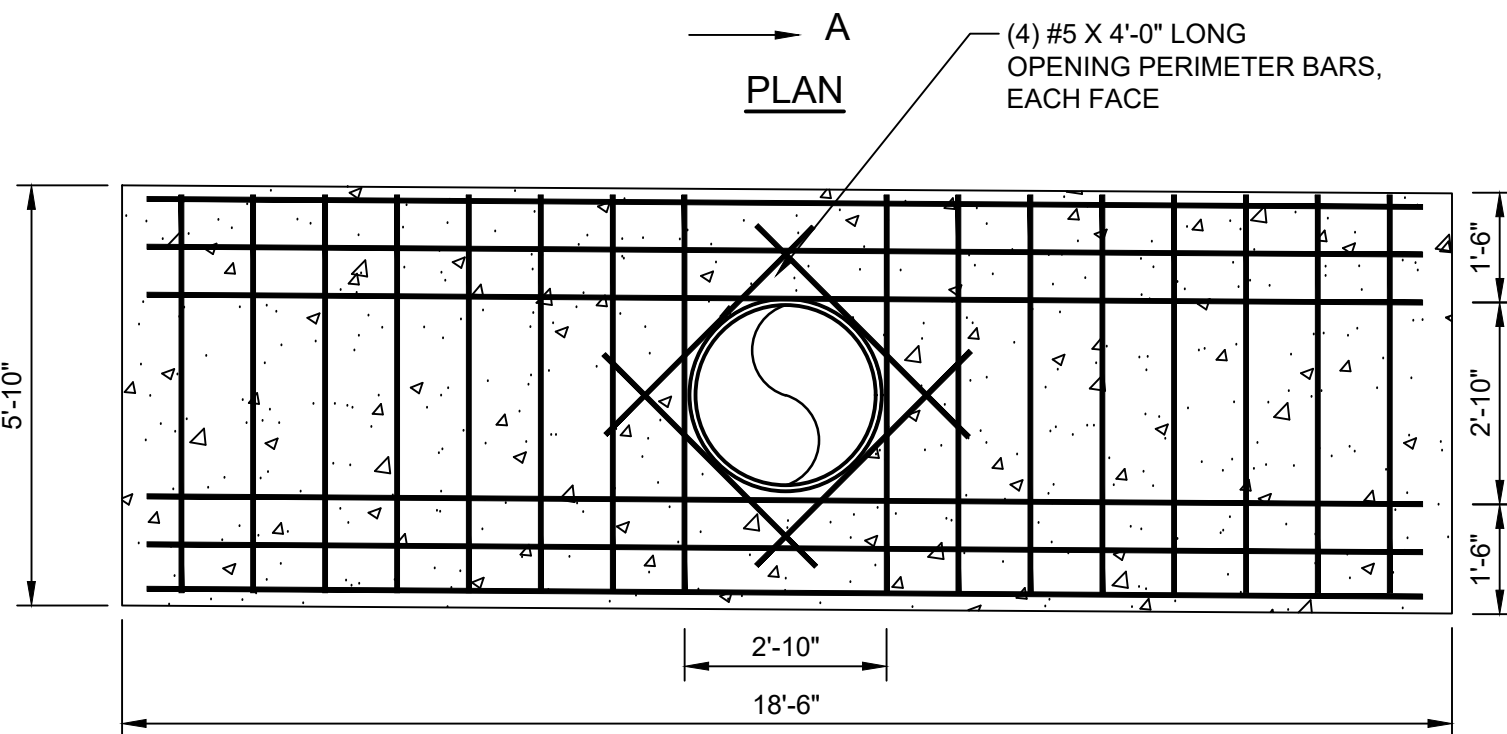 A
PLAN
(4) #5 X 4'-0" LONG
OPENING PERIMETER BARS,
EACH FACE
5'-10"
1'-6"
2'-10"
1'-6"
2'-10"
18'-6"